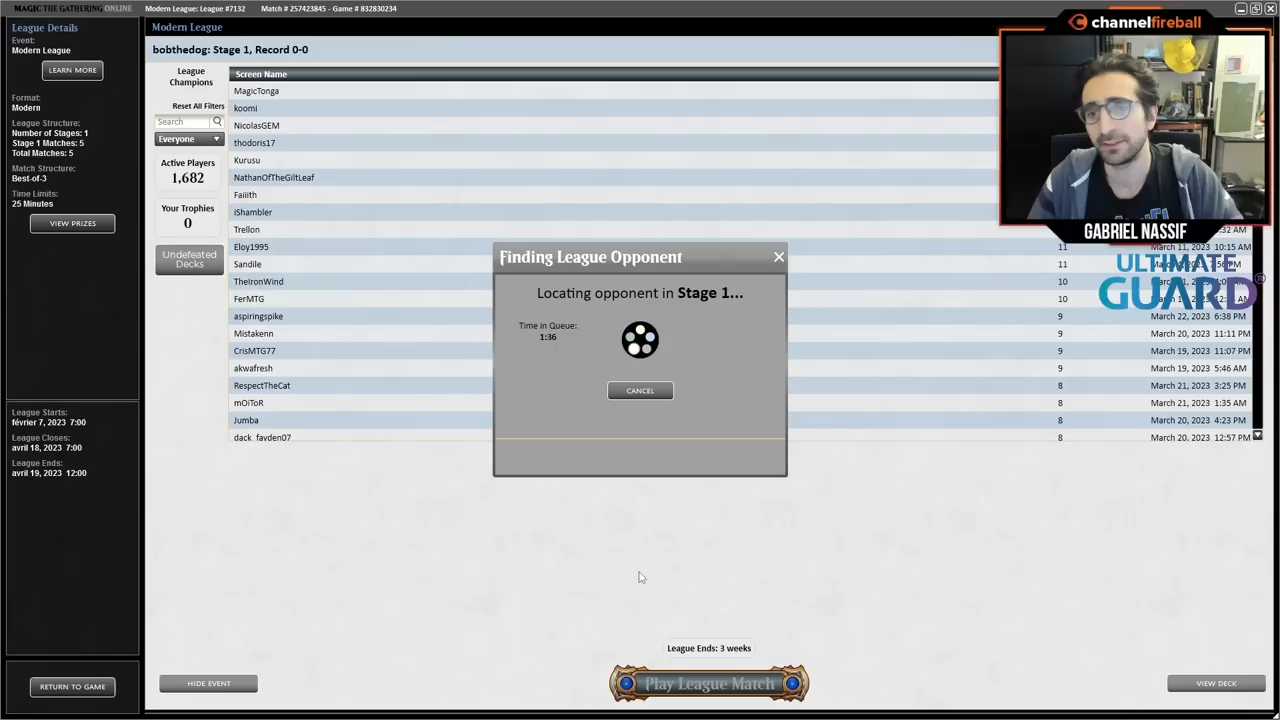 MAGIC THE GATHERING ONLINE
Modern League: League #7132
Match # 257423845 - Game # 832830234
League Details
Event:
Modern League
LEARN MORE
Format:
Modern
League Structure:
Number of Stages: 1
Stage 1 Matches: 5
Total Matches: 5
Match Structure:
Best-of-3
Time Limits:
25 Minutes
VIEW PRIZES
League Starts:
février 7, 2023 7:00
League Closes:
avril 18, 2023 7:00
League Ends:
avril 19, 2023 12:00
RETURN TO GAME
Modern League
bobthedog: Stage 1, Record 0-0
League
Champions
Reset All Filters
Search
Everyone
Active Players
1,682
Your Trophies
0
Undefeated
Decks
Screen Name
MagicTonga
koomi
NicolasGEM
thodoris17
Kurusu
NathanOfTheGiltLeaf
Faiiith
iShambler
Trellon
Eloy1995 11 March 11, 2023 10:15 AM
Sandile 11
TheIronWind 10
FerMTG 10
aspiringspike 9 March 22, 2023 6:38 PM
Mistakenn 9 March 20, 2023 11:11 PM
CrisMTG77 9 March 19, 2023 11:07 PM
akwafresh 9 March 19, 2023 5:46 AM
RespectTheCat 8 March 21, 2023 3:25 PM
mOiToR 8 March 21, 2023 1:35 AM
Jumba 8 March 20, 2023 4:23 PM
dack_fayden07 8 March 20, 2023 12:57 PM
Finding League Opponent
Locating opponent in Stage 1...
Time in Queue:
1:36
CANCEL
League Ends: 3 weeks
HIDE EVENT
Play League Match
VIEW DECK
channelfireball
GABRIEL NASSIF
ULTIMATE
GUARD